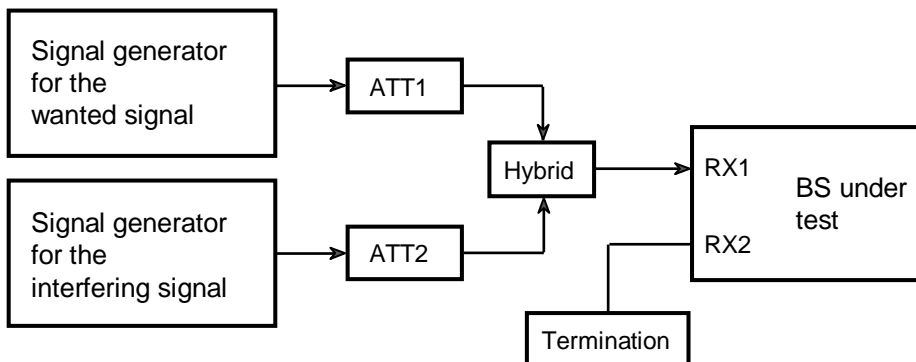 Signal generator
for the
wanted signal
ATT1
Hybrid
RX1
BS under
test
RX2
Signal generator
for the
interfering signal
ATT2
Termination